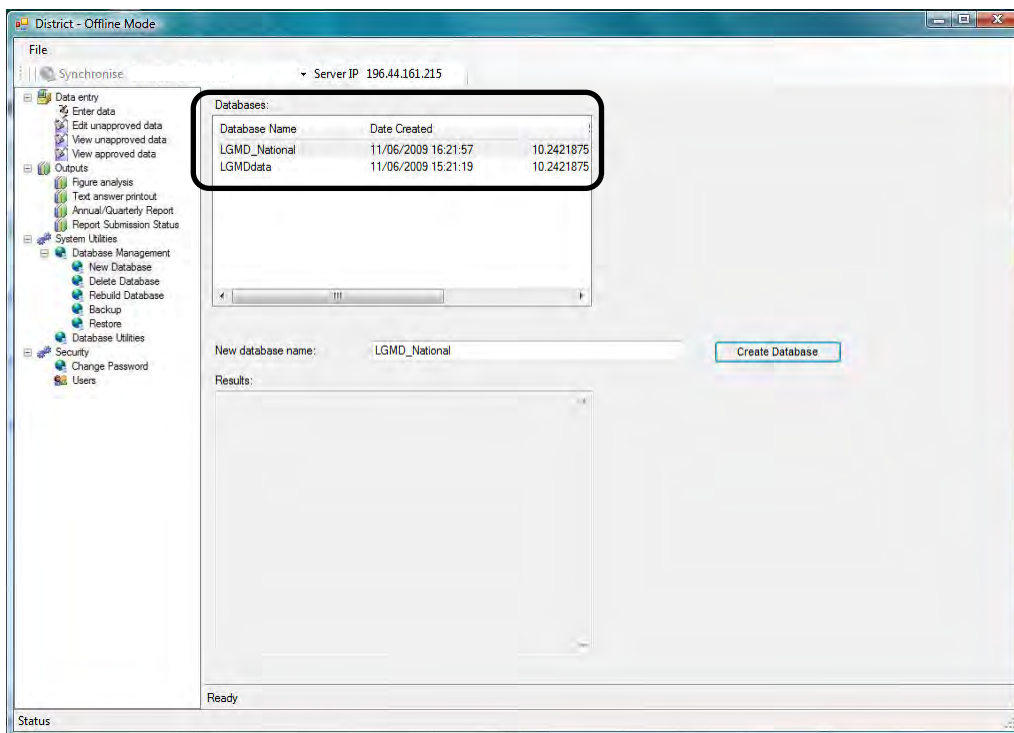 District - Offline Mode
File
Synchronise
Server IP 196.44.161.215
Data entry
Enter data
Edit unapproved data
View unapproved data
View approved data
Outputs
Figure analysis
Text answer printout
Annual/Quarterly Report
Report Submission Status
System Utilities
Database Management
New Database
Delete Database
Rebuild Database
Backup
Restore
Database Utilities
Security
Change Password
Users
Databases:
Database Name Date Created
LGMD_National 11/06/2009 16:21:57 10.2421875
LGMDdata 11/06/2009 15:21:19 10.2421875
New database name: LGMD_National Create Database
Results:
Ready
Status